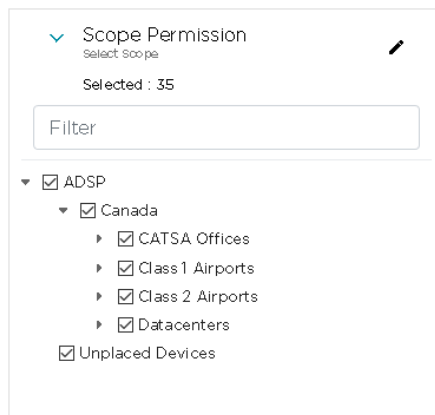 Scope Permission
Select Scope
Selected : 35
Filter
ADSP
Canada
CATSA Offices
Class 1 Airports
Class 2 Airports
Datacenters
Unplaced Devices